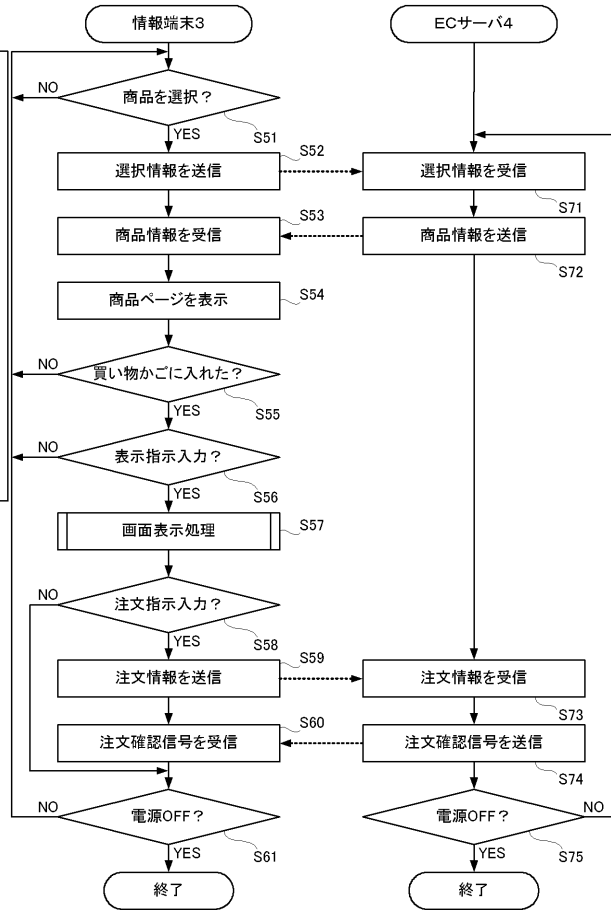 情報端末3
ECサーバ4
商品を選択？
NO
YES
S51
選択情報を送信
S52
選択情報を受信
S71
商品情報を受信
S53
商品情報を送信
S72
商品ページを表示
S54
買い物かごに入れた？
NO
YES
S55
表示指示入力？
NO
YES
S56
画面表示処理
S57
注文指示入力？
NO
YES
S58
注文情報を送信
S59
注文情報を受信
S73
注文確認信号を受信
S60
注文確認信号を送信
S74
電源OFF？
NO
YES
S61
電源OFF？
NO
YES
S75
終了
終了